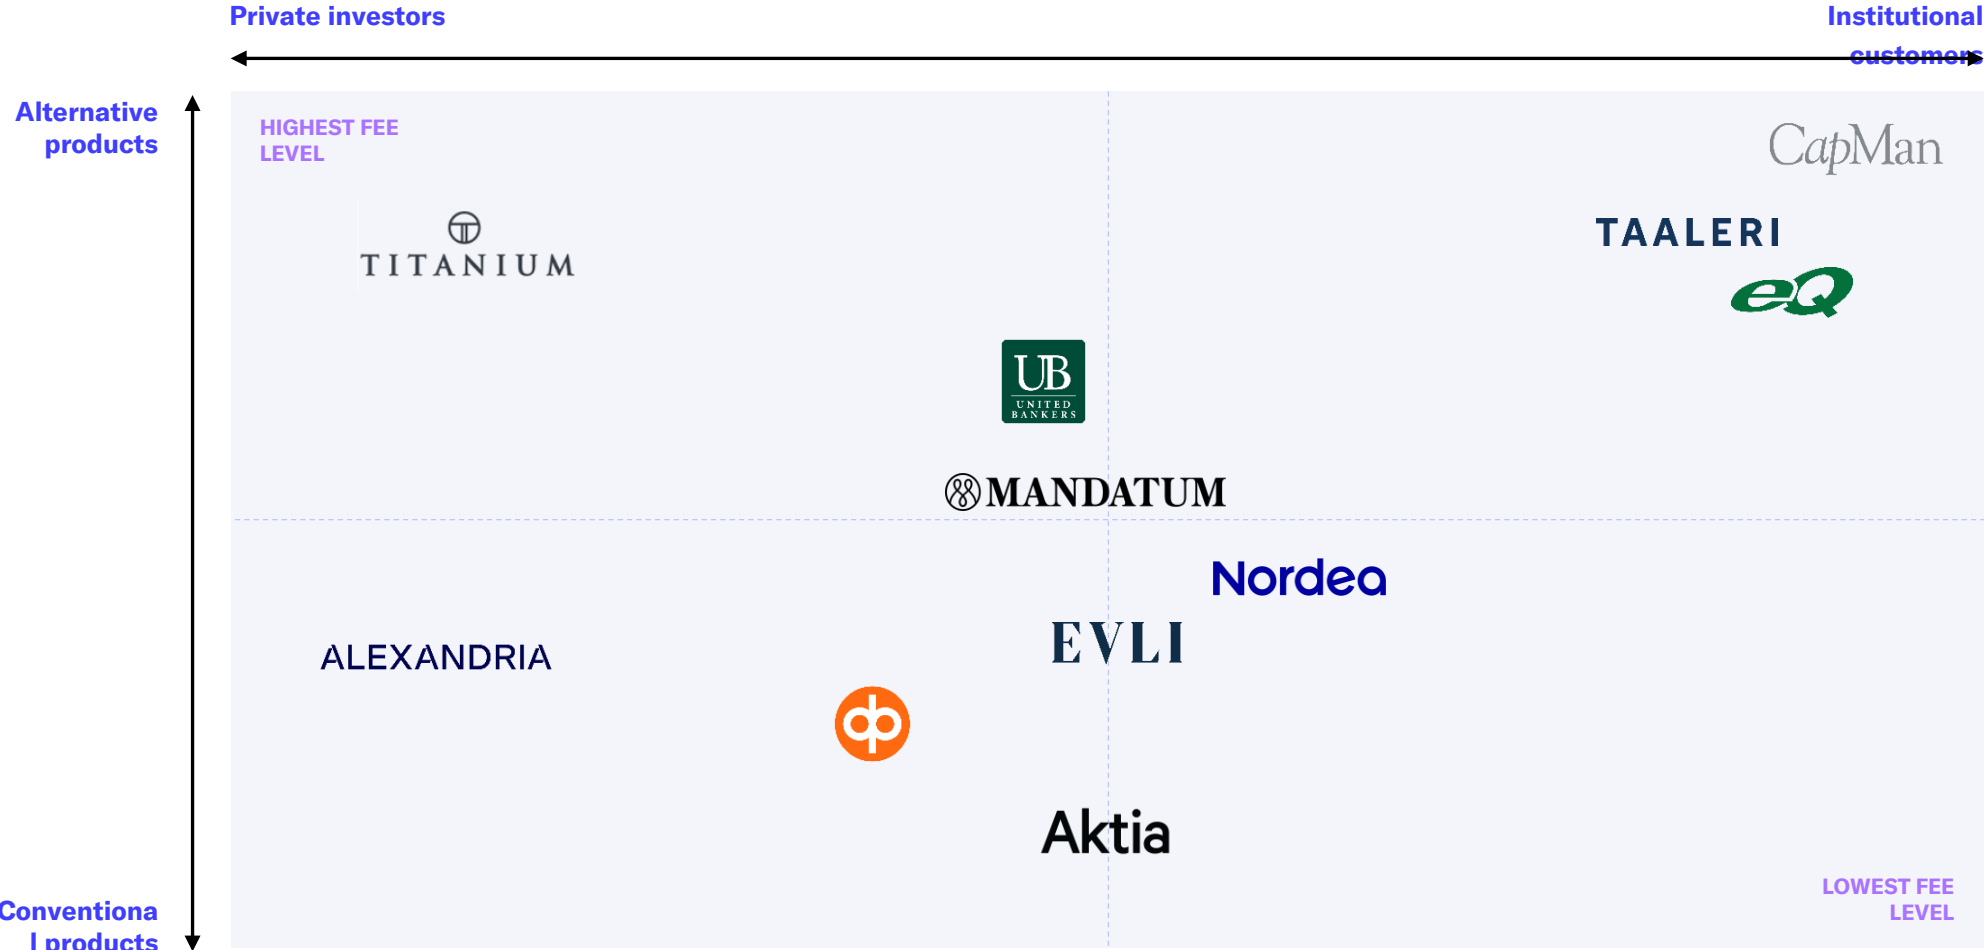 Private investors
Institutional
customers
Alternative
products
HIGHEST FEE
LEVEL
CapMan
TITANIUM
TAALERI
eQ
UB
UNITED
BANKERS
MANDATUM
Nordea
EVLI
ALEXANDRIA
op
Aktia
LOWEST FEE
LEVEL
Conventiona
l products